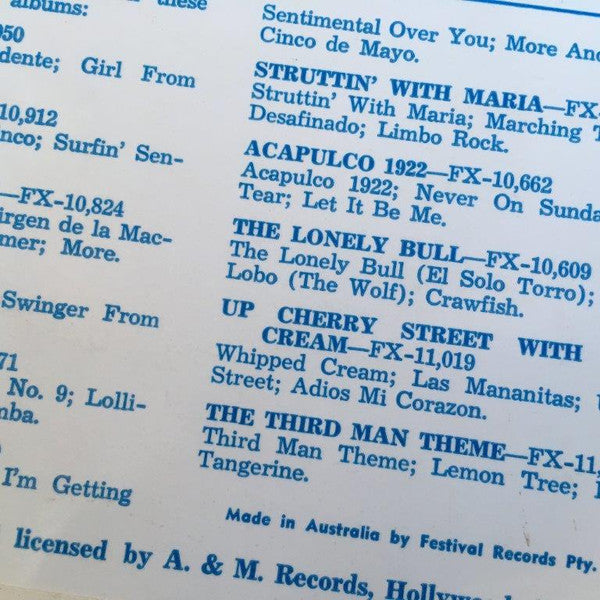 albums:
these
950
dente; Girl From
10,912
nco; Surfin' Sen-
—FX-10,824
irgen de la Mac-
mer; More.
Swinger From
71
No. 9; Lolli-
mba.
I'm Getting
Sentimental Over You; More And
Cinco de Mayo.
STRUTTIN' WITH MARIA—FX-
Struttin' With Maria; Marching T
Desafinado; Limbo Rock.
ACAPULCO 1922—FX-10,662
Acapulco 1922; Never On Sunda
Tear; Let It Be Me.
THE LONELY BULL—FX-10,609
The Lonely Bull (El Solo Torro);
Lobo (The Wolf); Crawfish.
UP CHERRY STREET WITH
CREAM—FX-11,019
Whipped Cream; Las Mananitas; U
Street; Adios Mi Corazon.
THE THIRD MAN THEME—FX-11,
Third Man Theme; Lemon Tree;
Tangerine.
Made in Australia by Festival Records Pty.
licensed by A. & M. Records, Hollyw